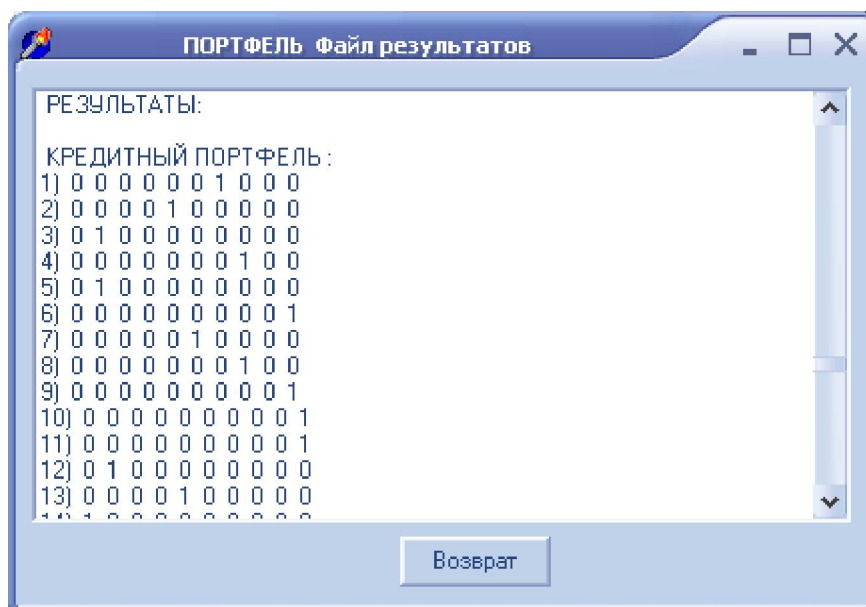 ПОРТФЕЛЬ Файл результатов
РЕЗУЛЬТАТЫ:
КРЕДИТНЫЙ ПОРТФЕЛЬ :
1) 0 0 0 0 0 0 1 0 0 0
2) 0 0 0 0 1 0 0 0 0 0
3) 0 1 0 0 0 0 0 0 0 0
4) 0 0 0 0 0 0 0 1 0 0
5) 0 1 0 0 0 0 0 0 0 0
6) 0 0 0 0 0 0 0 0 0 1
7) 0 0 0 0 0 1 0 0 0 0
8) 0 0 0 0 0 0 0 1 0 0
9) 0 0 0 0 0 0 0 0 0 1
10) 0 0 0 0 0 0 0 0 0 1
11) 0 0 0 0 0 0 0 0 0 1
12) 0 1 0 0 0 0 0 0 0 0
13) 0 0 0 0 1 0 0 0 0 0
Возврат